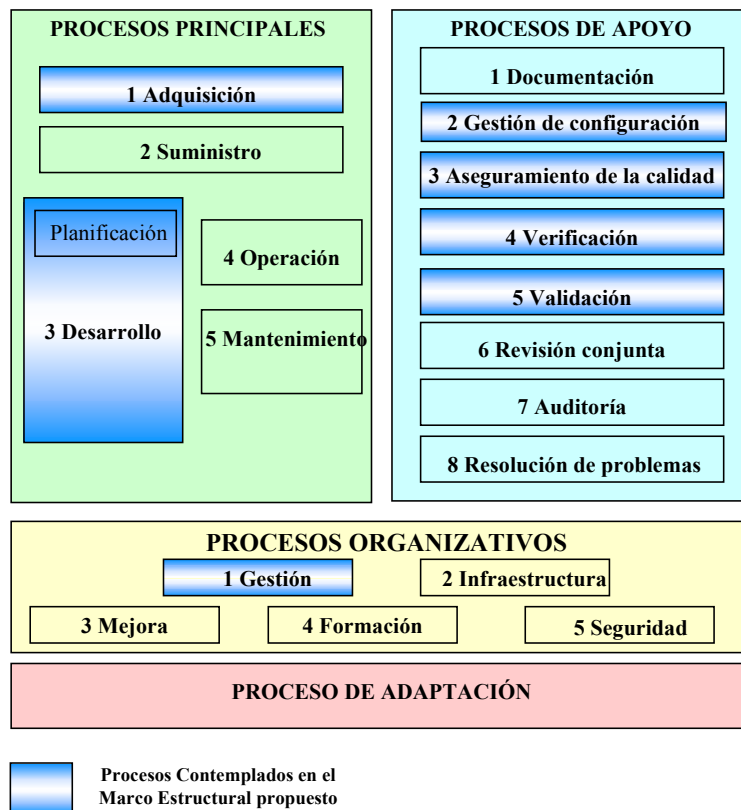 PROCESOS PRINCIPALES
1 Adquisición
2 Suministro
Planificación
3 Desarrollo
4 Operación
5 Mantenimiento
PROCESOS DE APOYO
1 Documentación
2 Gestión de configuración
3 Aseguramiento de la calidad
4 Verificación
5 Validación
6 Revisión conjunta
7 Auditoría
8 Resolución de problemas
PROCESOS ORGANIZATIVOS
1 Gestión
2 Infraestructura
3 Mejora
4 Formación
5 Seguridad
PROCESO DE ADAPTACIÓN
Procesos Contemplados en el
Marco Estructural propuesto